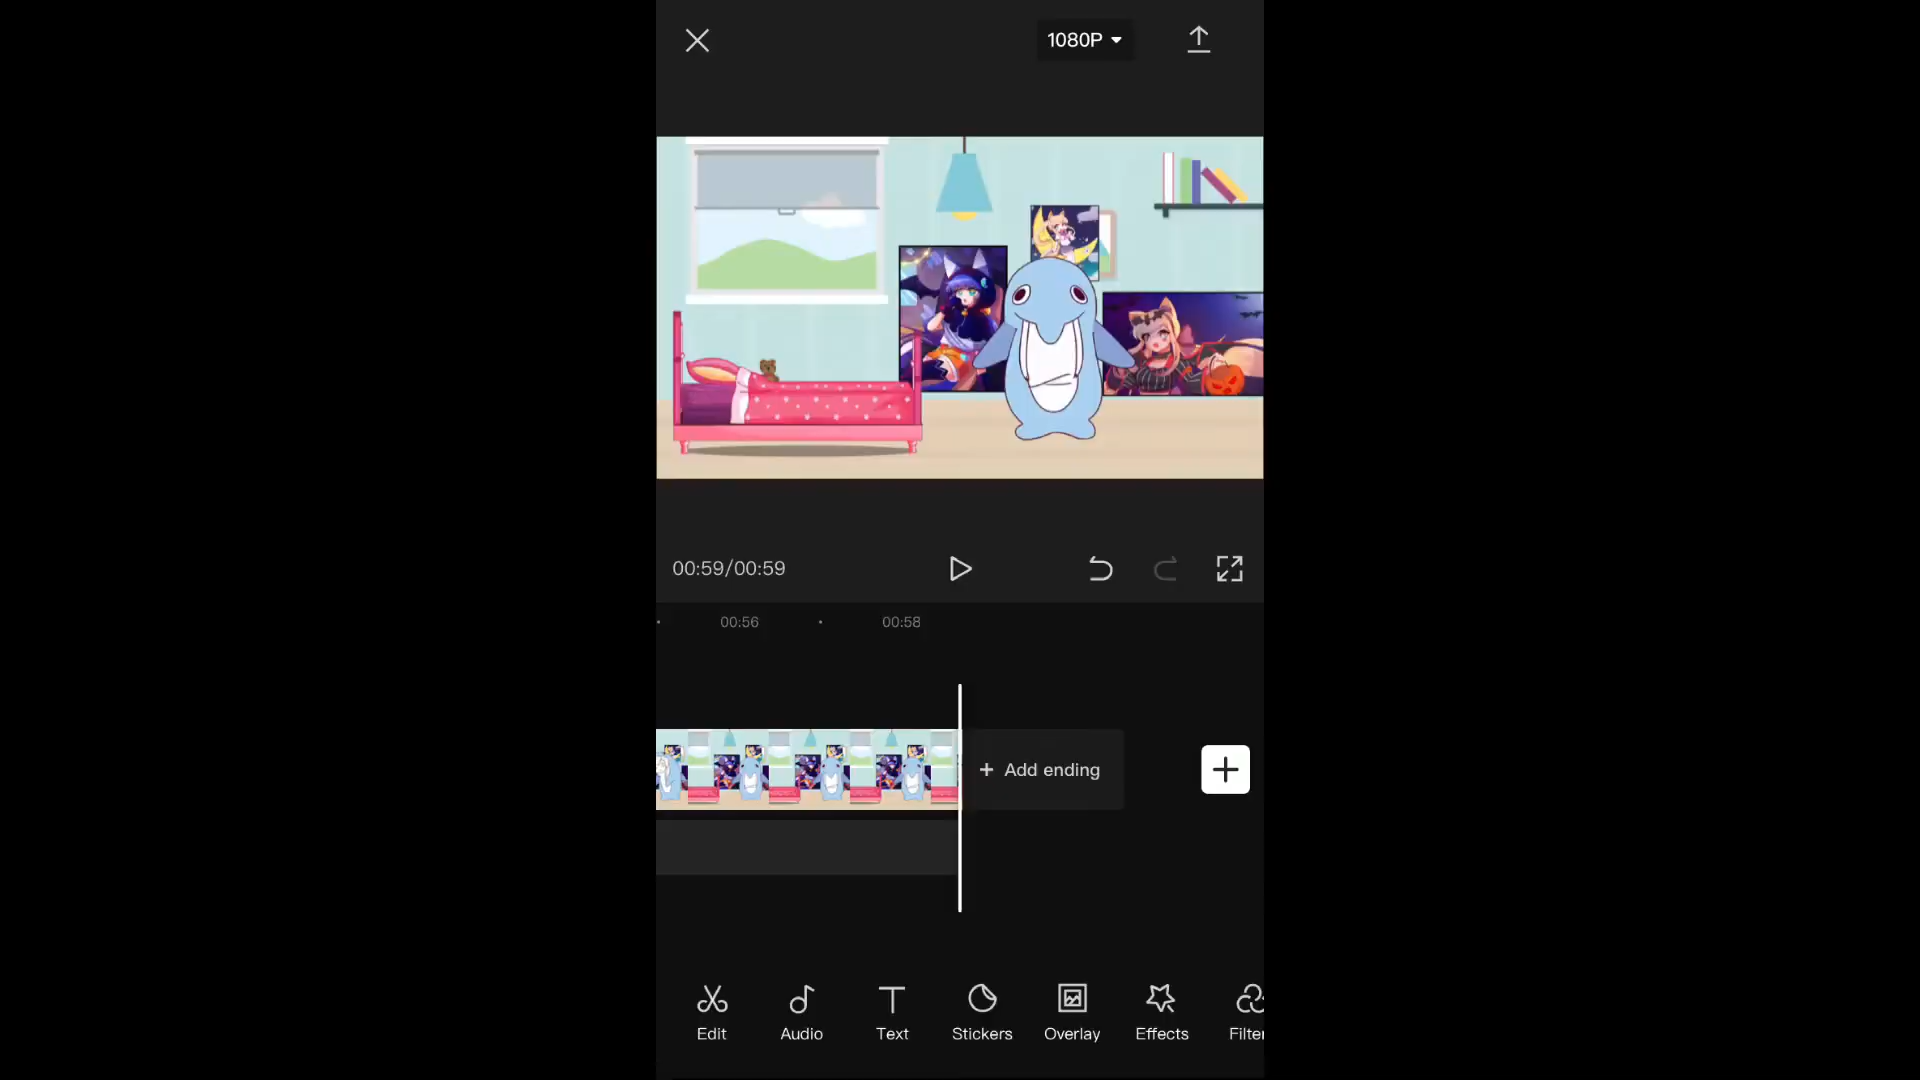 1080P
00:59/00:59
00:56
00:58
+ Add ending
Edit
Audio
Text
Stickers
Overlay
Effects
Filter